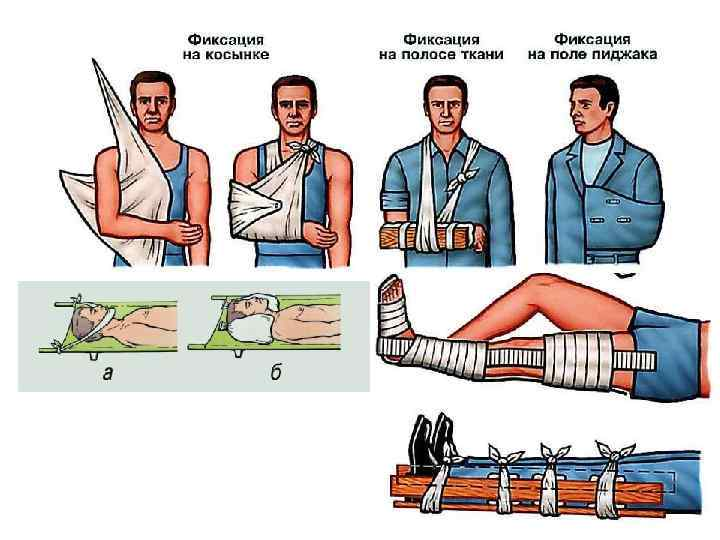 Фиксация
на косынке
Фиксация
на полосе ткани
Фиксация
на поле пиджака
а
б